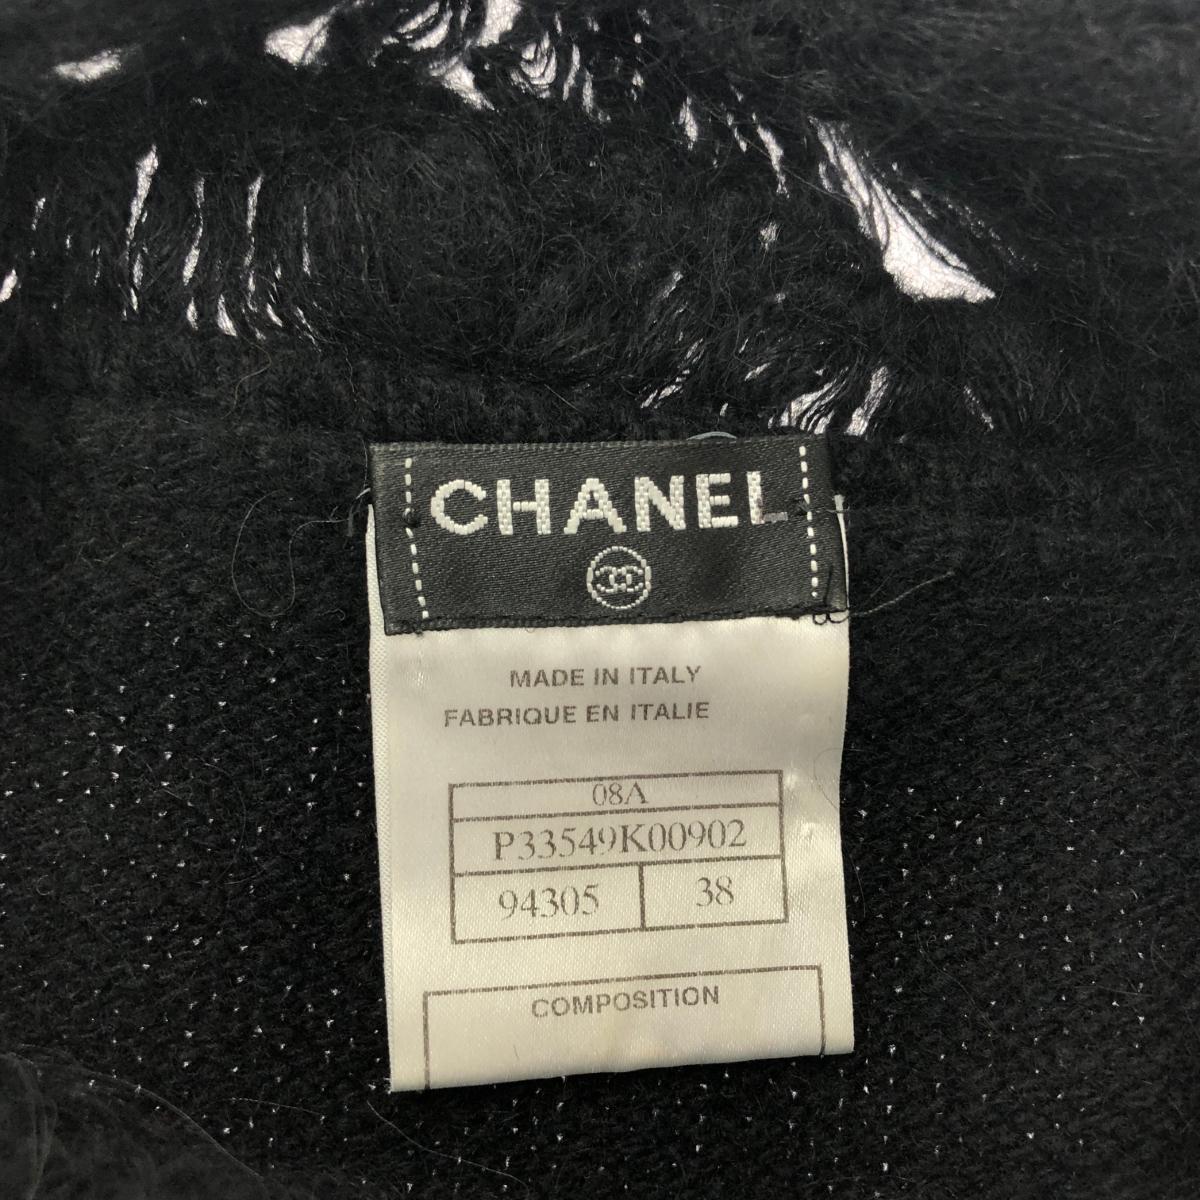 CHANEL
MADE IN ITALY
FABRIQUE EN ITALIE
08A
P33549K00902
94305 38
COMPOSITION